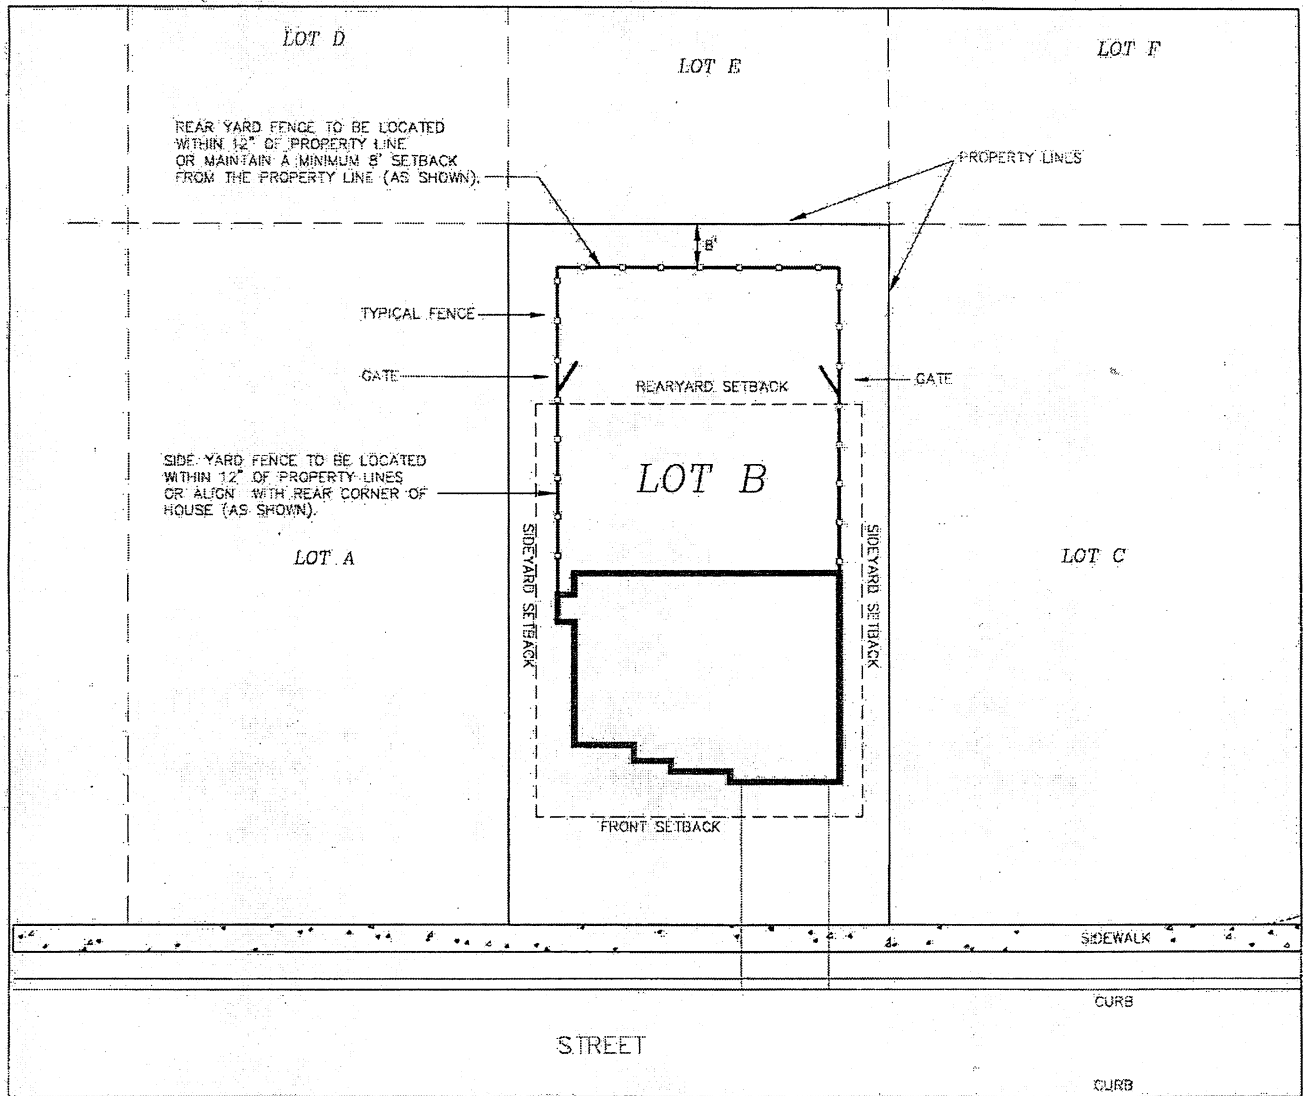 LOT D
LOT E
LOT F
REAR YARD FENCE TO BE LOCATED
WITHIN 12" OF PROPERTY LINE
OR MAINTAIN A MINIMUM 8' SETBACK
FROM THE PROPERTY LINE (AS SHOWN).
PROPERTY LINES
8'
TYPICAL FENCE
GATE
REARYARD SETBACK
GATE
SIDE YARD FENCE TO BE LOCATED
WITHIN 12" OF PROPERTY LINES
OR ALIGN WITH REAR CORNER OF
HOUSE (AS SHOWN).
LOT B
LOT A
SIDEYARD SETBACK
SIDEYARD SETBACK
LOT C
FRONT SETBACK
SIDEWALK
CURB
STREET
CURB